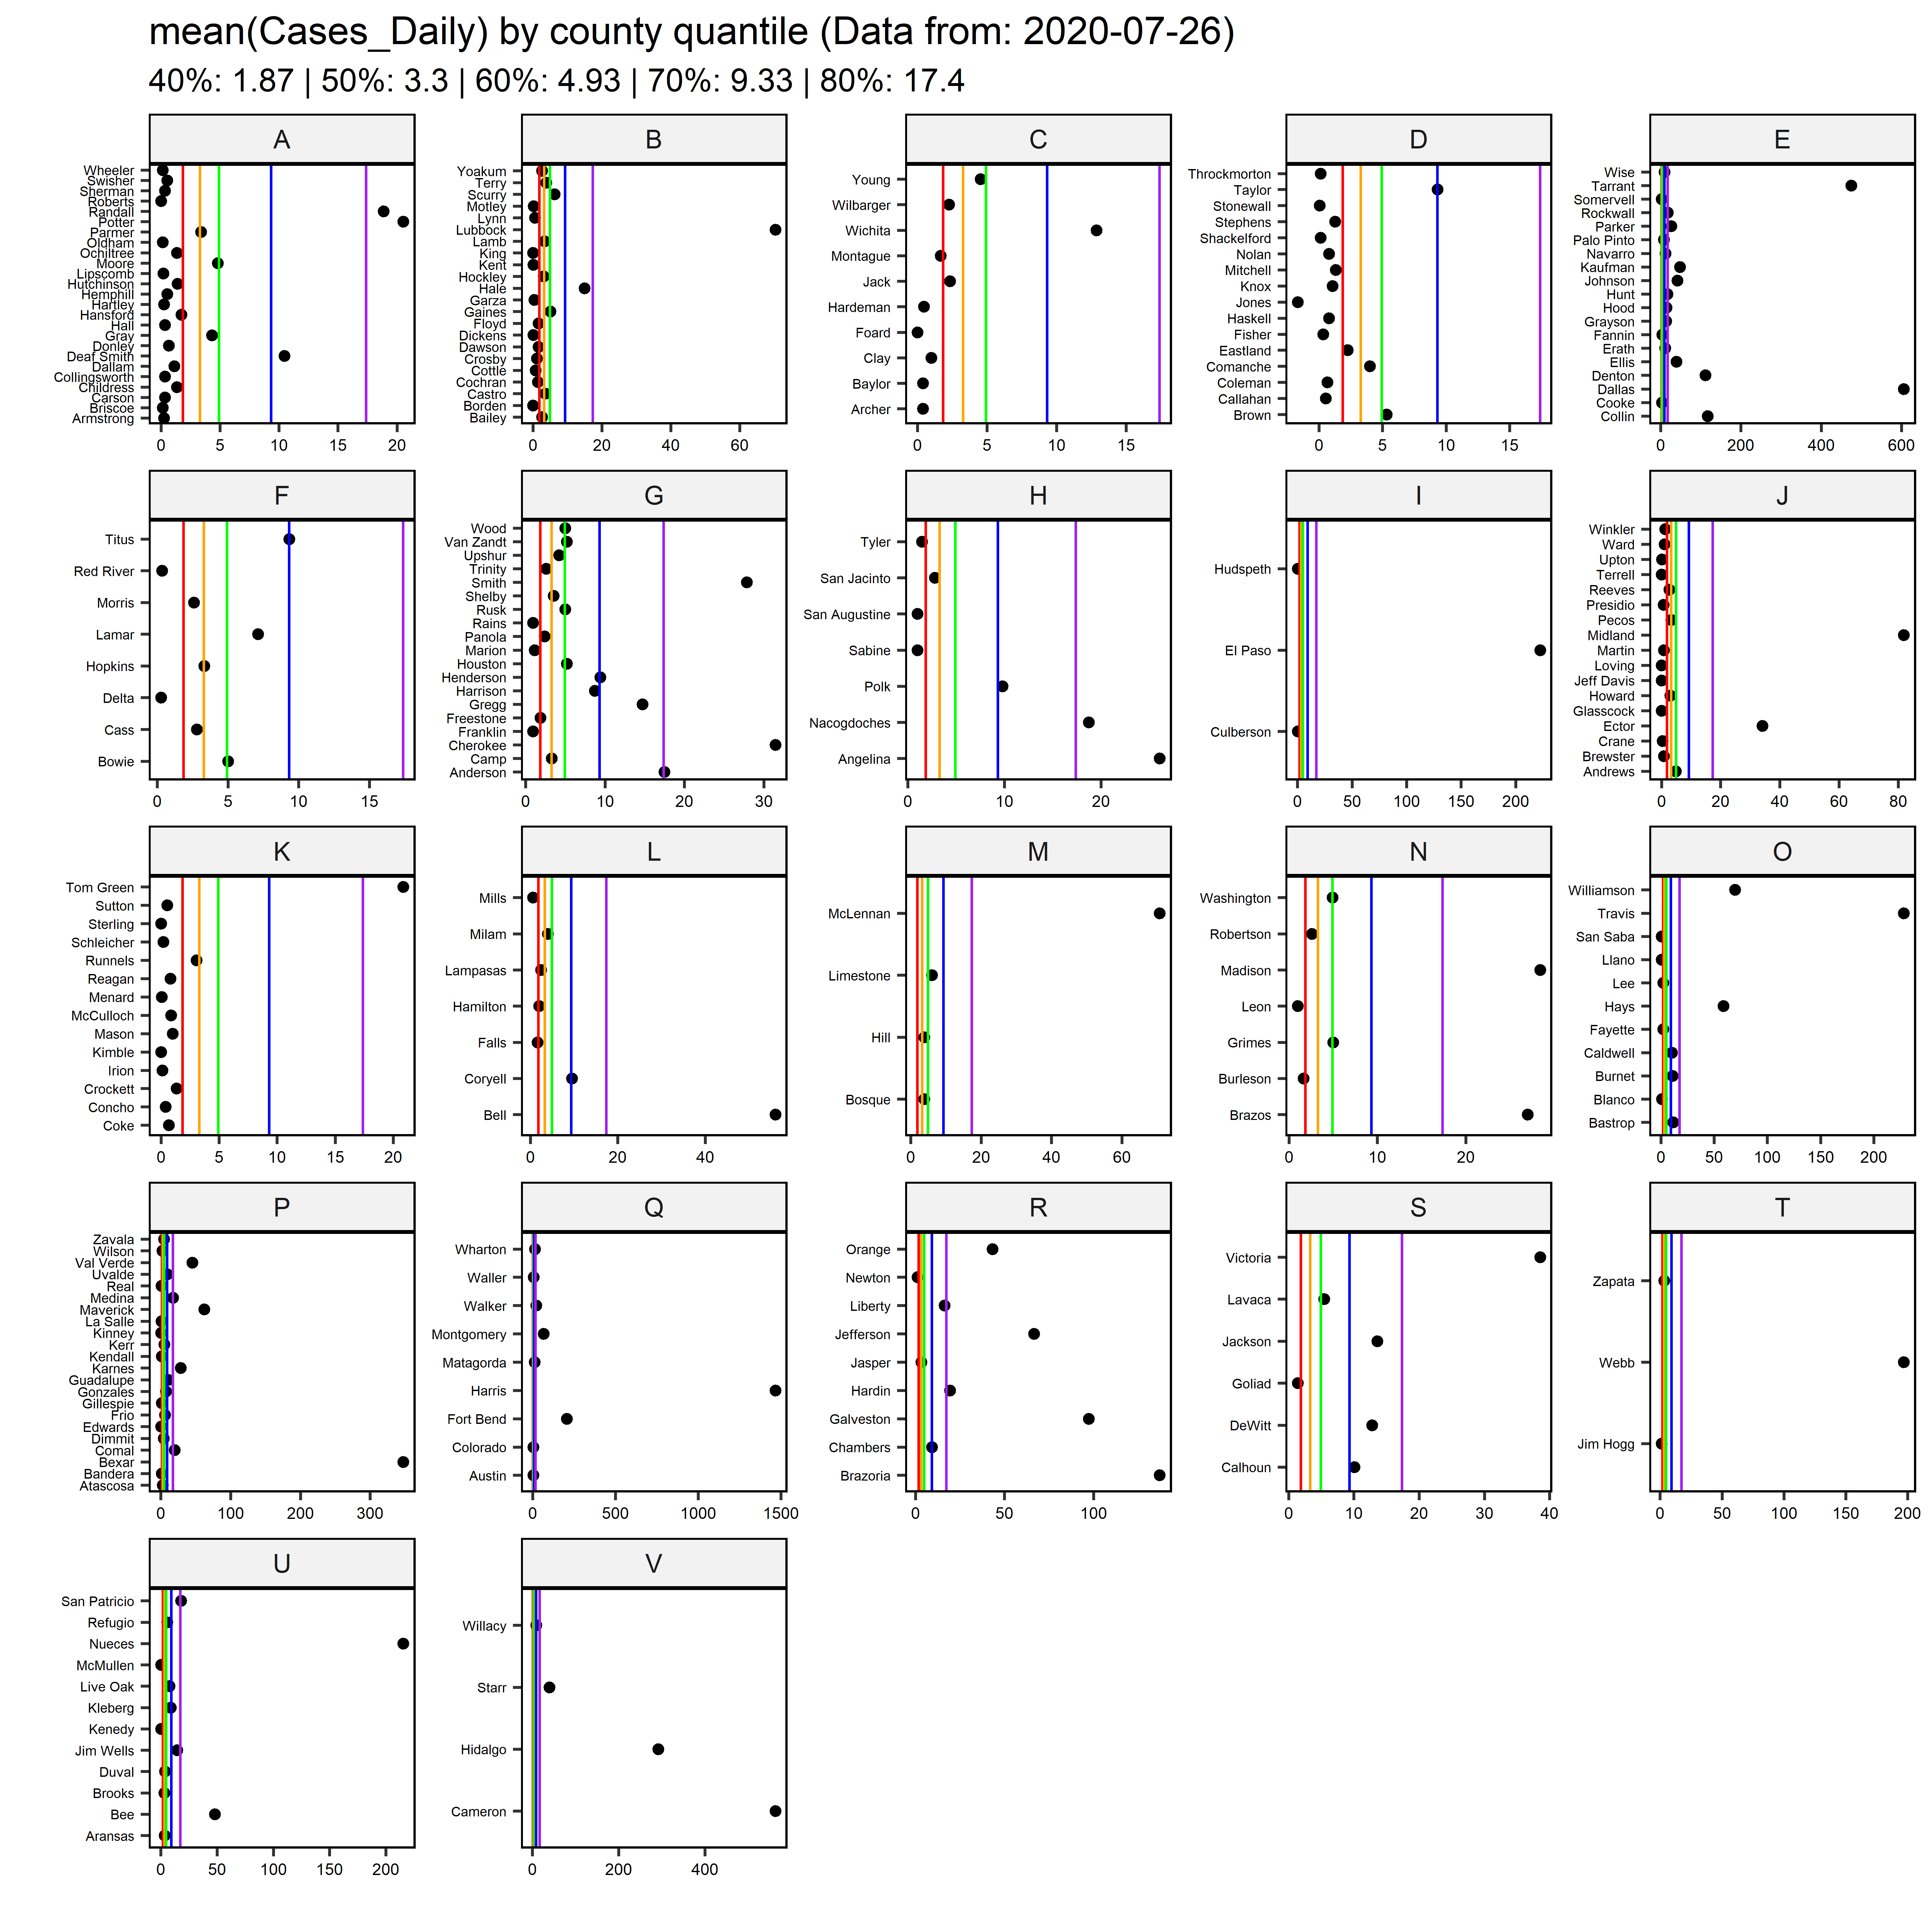 mean(Cases_Daily) by county quantile (Data from: 2020-07-26)
40%: 1.87 | 50%: 3.3 | 60%: 4.93 | 70%: 9.33 | 80%: 17.4
A
Wheeler
Swisher
Sherman
Roberts
Randall
Potter
Parmer
Oldham
Ochiltree
Moore
Lipscomb
Hutchinson
Hemphill
Hartley
Hansford
Hall
Gray
Donley
Deaf Smith
Dallam
Collingsworth
Childress
Carson
Briscoe
Armstrong
0 5 10 15 20
B
Yoakum
Terry
Scurry
Motley
Lynn
Lubbock
Lamb
King
Kent
Hockley
Hale
Garza
Gaines
Floyd
Dickens
Dawson
Crosby
Cottle
Cochran
Castro
Borden
Bailey
0 20 40 60
C
Young
Wilbarger
Wichita
Montague
Jack
Hardeman
Foard
Clay
Baylor
Archer
0 5 10 15
D
Throckmorton
Taylor
Stonewall
Stephens
Shackelford
Nolan
Mitchell
Knox
Jones
Haskell
Fisher
Eastland
Comanche
Coleman
Callahan
Brown
0 5 10 15
E
Wise
Tarrant
Somervell
Rockwall
Parker
Palo Pinto
Navarro
Kaufman
Johnson
Hunt
Hood
Grayson
Fannin
Erath
Ellis
Denton
Dallas
Cooke
Collin
0 200 400 600
F
Titus
Red River
Morris
Lamar
Hopkins
Delta
Cass
Bowie
0 5 10 15
G
Wood
Van Zandt
Upshur
Trinity
Smith
Shelby
Rusk
Rains
Panola
Marion
Houston
Henderson
Harrison
Gregg
Freestone
Franklin
Cherokee
Camp
Anderson
0 10 20 30
H
Tyler
San Jacinto
San Augustine
Sabine
Polk
Nacogdoches
Angelina
0 10 20
I
Hudspeth
El Paso
Culberson
0 50 100 150 200
J
Winkler
Ward
Upton
Terrell
Reeves
Presidio
Pecos
Midland
Martin
Loving
Jeff Davis
Howard
Glasscock
Ector
Crane
Brewster
Andrews
0 20 40 60 80
K
Tom Green
Sutton
Sterling
Schleicher
Runnels
Reagan
Menard
McCulloch
Mason
Kimble
Irion
Crockett
Concho
Coke
0 5 10 15 20
L
Mills
Milam
Lampasas
Hamilton
Falls
Coryell
Bell
0 20 40
M
McLennan
Limestone
Hill
Bosque
0 20 40 60
N
Washington
Robertson
Madison
Leon
Grimes
Burleson
Brazos
0 10 20
O
Williamson
Travis
San Saba
Llano
Lee
Hays
Fayette
Caldwell
Burnet
Blanco
Bastrop
0 50 100 150 200
P
Zavala
Wilson
Val Verde
Uvalde
Real
Medina
Maverick
La Salle
Kinney
Kerr
Kendall
Karnes
Guadalupe
Gonzales
Gillespie
Frio
Edwards
Dimmit
Comal
Bexar
Bandera
Atascosa
0 100 200 300
Q
Wharton
Waller
Walker
Montgomery
Matagorda
Harris
Fort Bend
Colorado
Austin
0 500 1000 1500
R
Orange
Newton
Liberty
Jefferson
Jasper
Hardin
Galveston
Chambers
Brazoria
0 50 100
S
Victoria
Lavaca
Jackson
Goliad
DeWitt
Calhoun
0 10 20 30 40
T
Zapata
Webb
Jim Hogg
0 50 100 150 200
U
San Patricio
Refugio
Nueces
McMullen
Live Oak
Kleberg
Kenedy
Jim Wells
Duval
Brooks
Bee
Aransas
0 50 100 150 200
V
Willacy
Starr
Hidalgo
Cameron
0 200 400